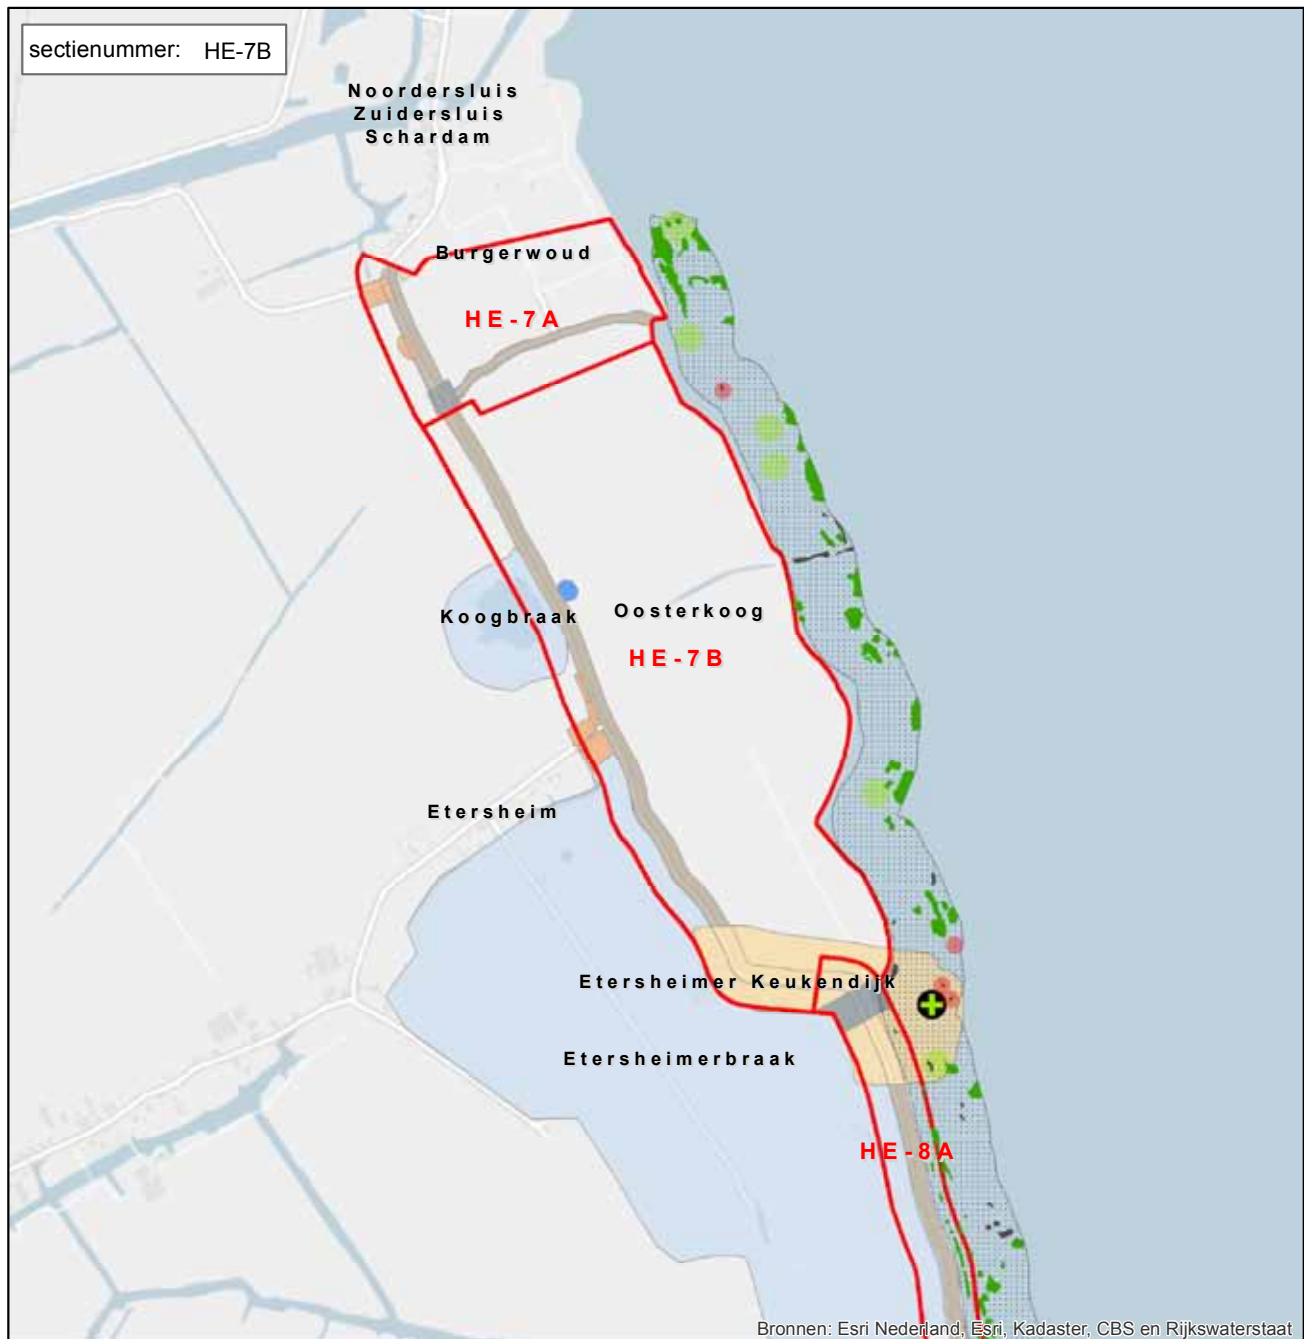 sectienummer: HE-7B
Noordersluis
Zuidersluis
Schardam
Burgerwoud
HE-7A
Koogbraak
Oosterkoog
HE-7B
Etersheim
Etersheimer Keukendijk
Etersheimerbraak
HE-8A
Bronnen: Esri Nederland, Esri, Kadaster, CBS en Rijkswaterstaat